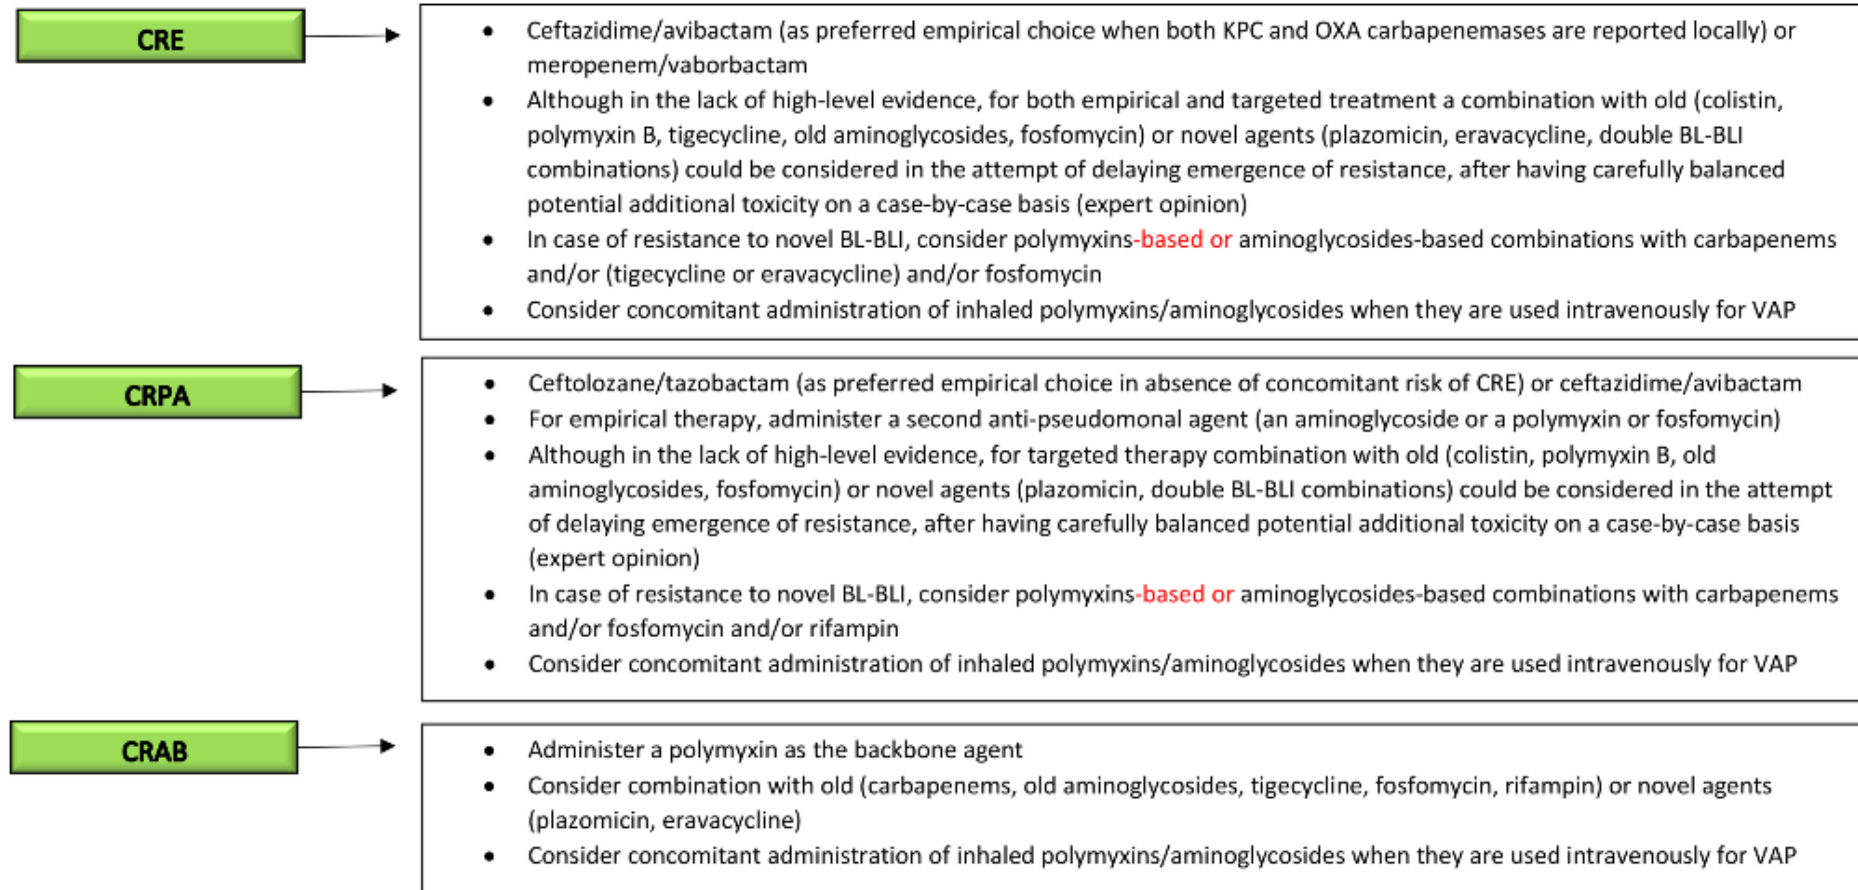 CRE
• Ceftazidime/avibactam (as preferred empirical choice when both KPC and OXA carbapenemases are reported locally) or
meropenem/vaborbactam
• Although in the lack of high-level evidence, for both empirical and targeted treatment a combination with old (colistin,
polymyxin B, tigecycline, old aminoglycosides, fosfomycin) or novel agents (plazomicin, eravacycline, double BL-BLI
combinations) could be considered in the attempt of delaying emergence of resistance, after having carefully balanced
potential additional toxicity on a case-by-case basis (expert opinion)
• In case of resistance to novel BL-BLI, consider polymyxins-based or aminoglycosides-based combinations with carbapenems
and/or (tigecycline or eravacycline) and/or fosfomycin
• Consider concomitant administration of inhaled polymyxins/aminoglycosides when they are used intravenously for VAP
CRPA
• Ceftolozane/tazobactam (as preferred empirical choice in absence of concomitant risk of CRE) or ceftazidime/avibactam
• For empirical therapy, administer a second anti-pseudomonal agent (an aminoglycoside or a polymyxin or fosfomycin)
• Although in the lack of high-level evidence, for targeted therapy combination with old (colistin, polymyxin B, old
aminoglycosides, fosfomycin) or novel agents (plazomicin, double BL-BLI combinations) could be considered in the attempt
of delaying emergence of resistance, after having carefully balanced potential additional toxicity on a case-by-case basis
(expert opinion)
• In case of resistance to novel BL-BLI, consider polymyxins-based or aminoglycosides-based combinations with carbapenems
and/or fosfomycin and/or rifampin
• Consider concomitant administration of inhaled polymyxins/aminoglycosides when they are used intravenously for VAP
CRAB
• Administer a polymyxin as the backbone agent
• Consider combination with old (carbapenems, old aminoglycosides, tigecycline, fosfomycin, rifampin) or novel agents
(plazomicin, eravacycline)
• Consider concomitant administration of inhaled polymyxins/aminoglycosides when they are used intravenously for VAP